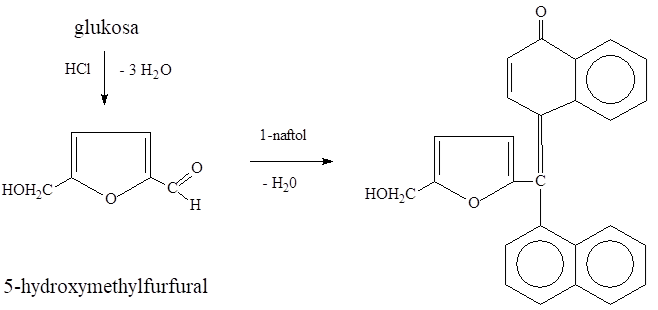 glukosa
HCl
- 3 H₂O
O
1-naftol
- H₂0
HOH₂C
O
C
O
H
HOH₂C
O
C
5-hydroxymethylfurfural